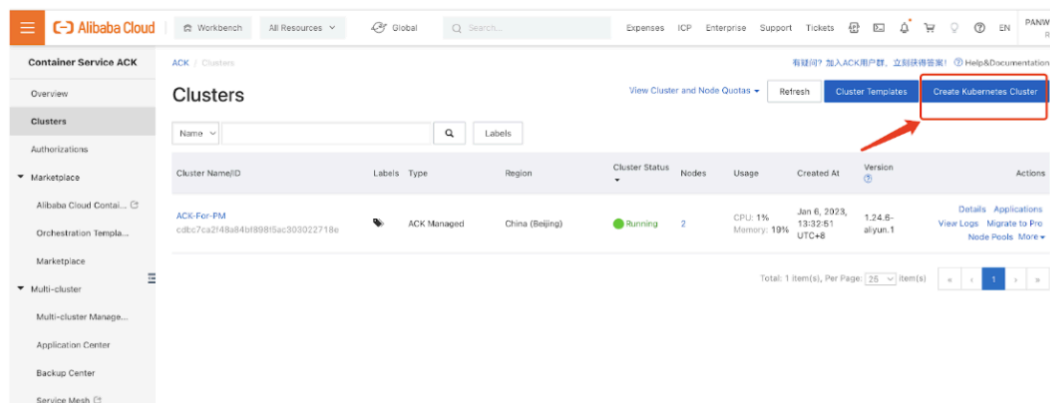 Alibaba Cloud
Workbench
All Resources
Global
Search...
Expenses
ICP
Enterprise
Support
Tickets
EN
PANW
R
Container Service ACK
Overview
Clusters
Authorizations
Marketplace
Alibaba Cloud Contai...
Orchestration Templa...
Marketplace
Multi-cluster
Multi-cluster Manage...
Application Center
Backup Center
Service Mesh
ACK / Clusters
有疑问? 加入ACK用户群，立刻获得答案!
Help&Documentation
Clusters
View Cluster and Node Quotas
Refresh
Cluster Templates
Create Kubernetes Cluster
Name
Labels
Cluster Name/ID
Labels
Type
Region
Cluster Status
Nodes
Usage
Created At
Version
Actions
ACK-For-PM
ACK Managed
China (Beijing)
Running
2
CPU: 1%
Memory: 19%
Jan 6, 2023,
13:32:51
UTC+8
1.24.6-
aliyun.1
Details Applications
View Logs Migrate to Pro
Node Pools More
Total: 1 item(s), Per Page: 25 item(s)
« ‹ 1 › »